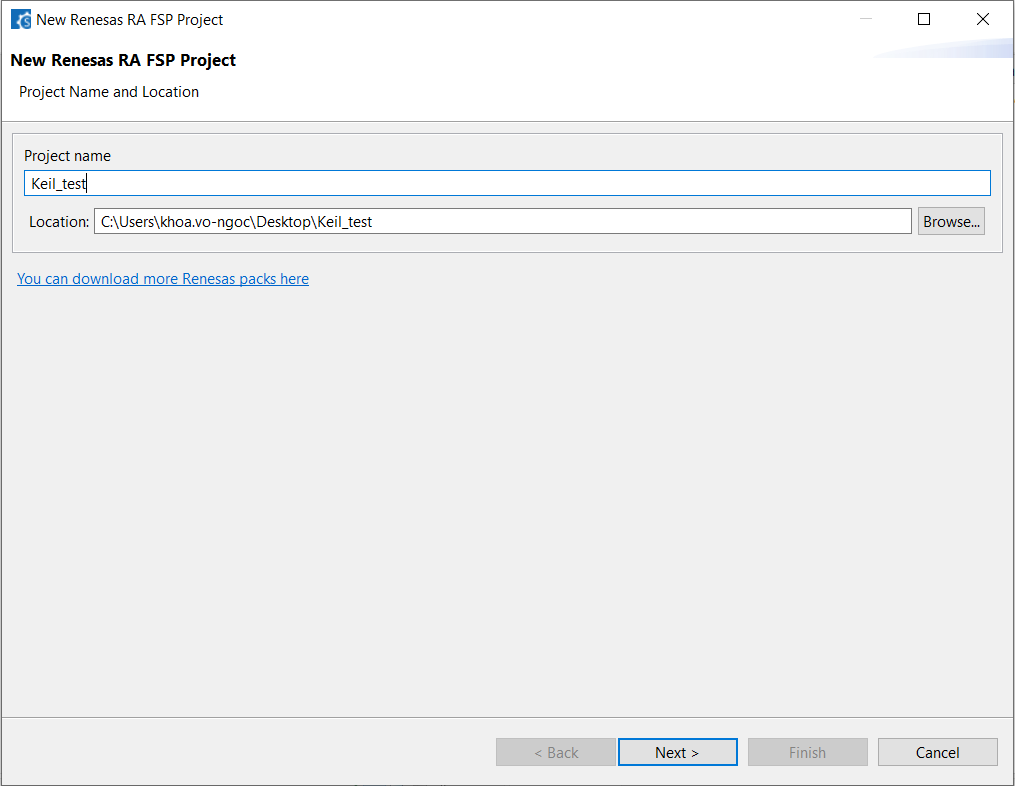 New Renesas RA FSP Project
New Renesas RA FSP Project
Project Name and Location
Project name
Keil_test
Location: C:\Users\khoa.vo-ngoc\Desktop\Keil_test Browse...
You can download more Renesas packs here
< Back Next > Finish Cancel